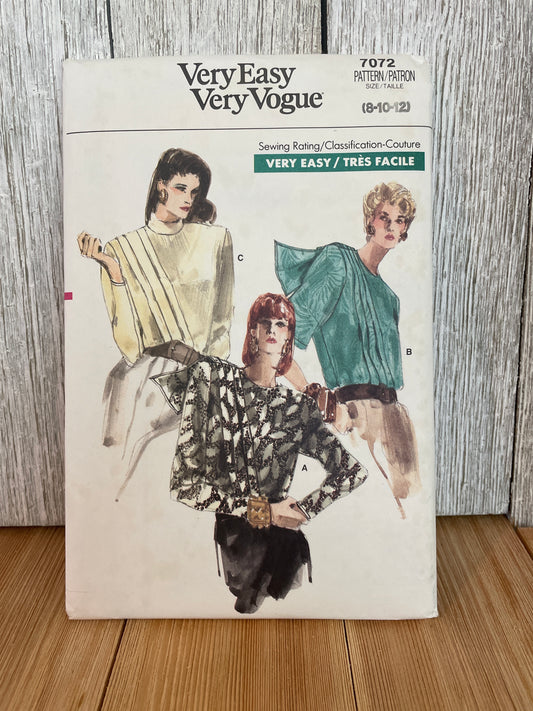 Very Easy
Very Vogue
7072
PATTERN/PATRON
SIZE/TAILLE
(8-10-12)
Sewing Rating/Classification-Couture
VERY EASY / TRÈS FACILE
C
B
A